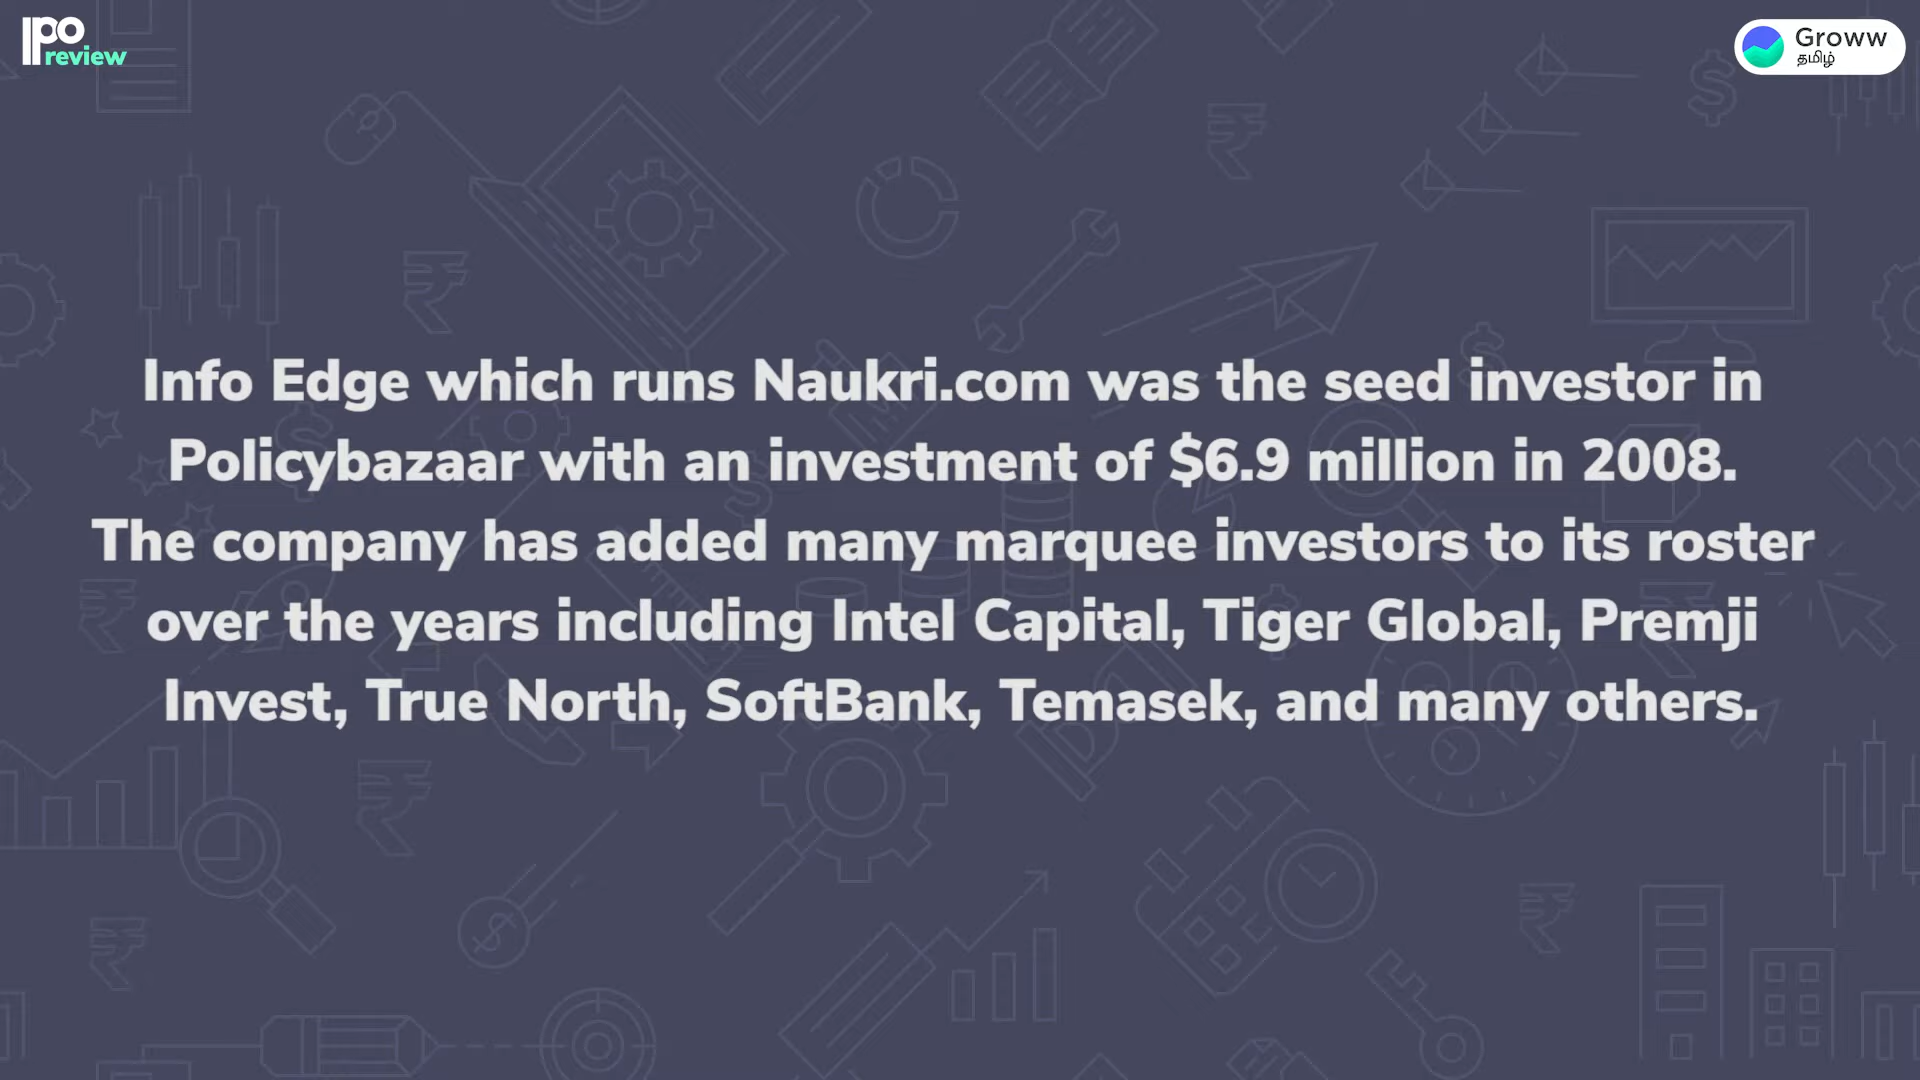 IPO
review
Groww
தமிழ்
Info Edge which runs Naukri.com was the seed investor in
Policybazaar with an investment of $6.9 million in 2008.
The company has added many marquee investors to its roster
over the years including Intel Capital, Tiger Global, Premji
Invest, True North, SoftBank, Temasek, and many others.